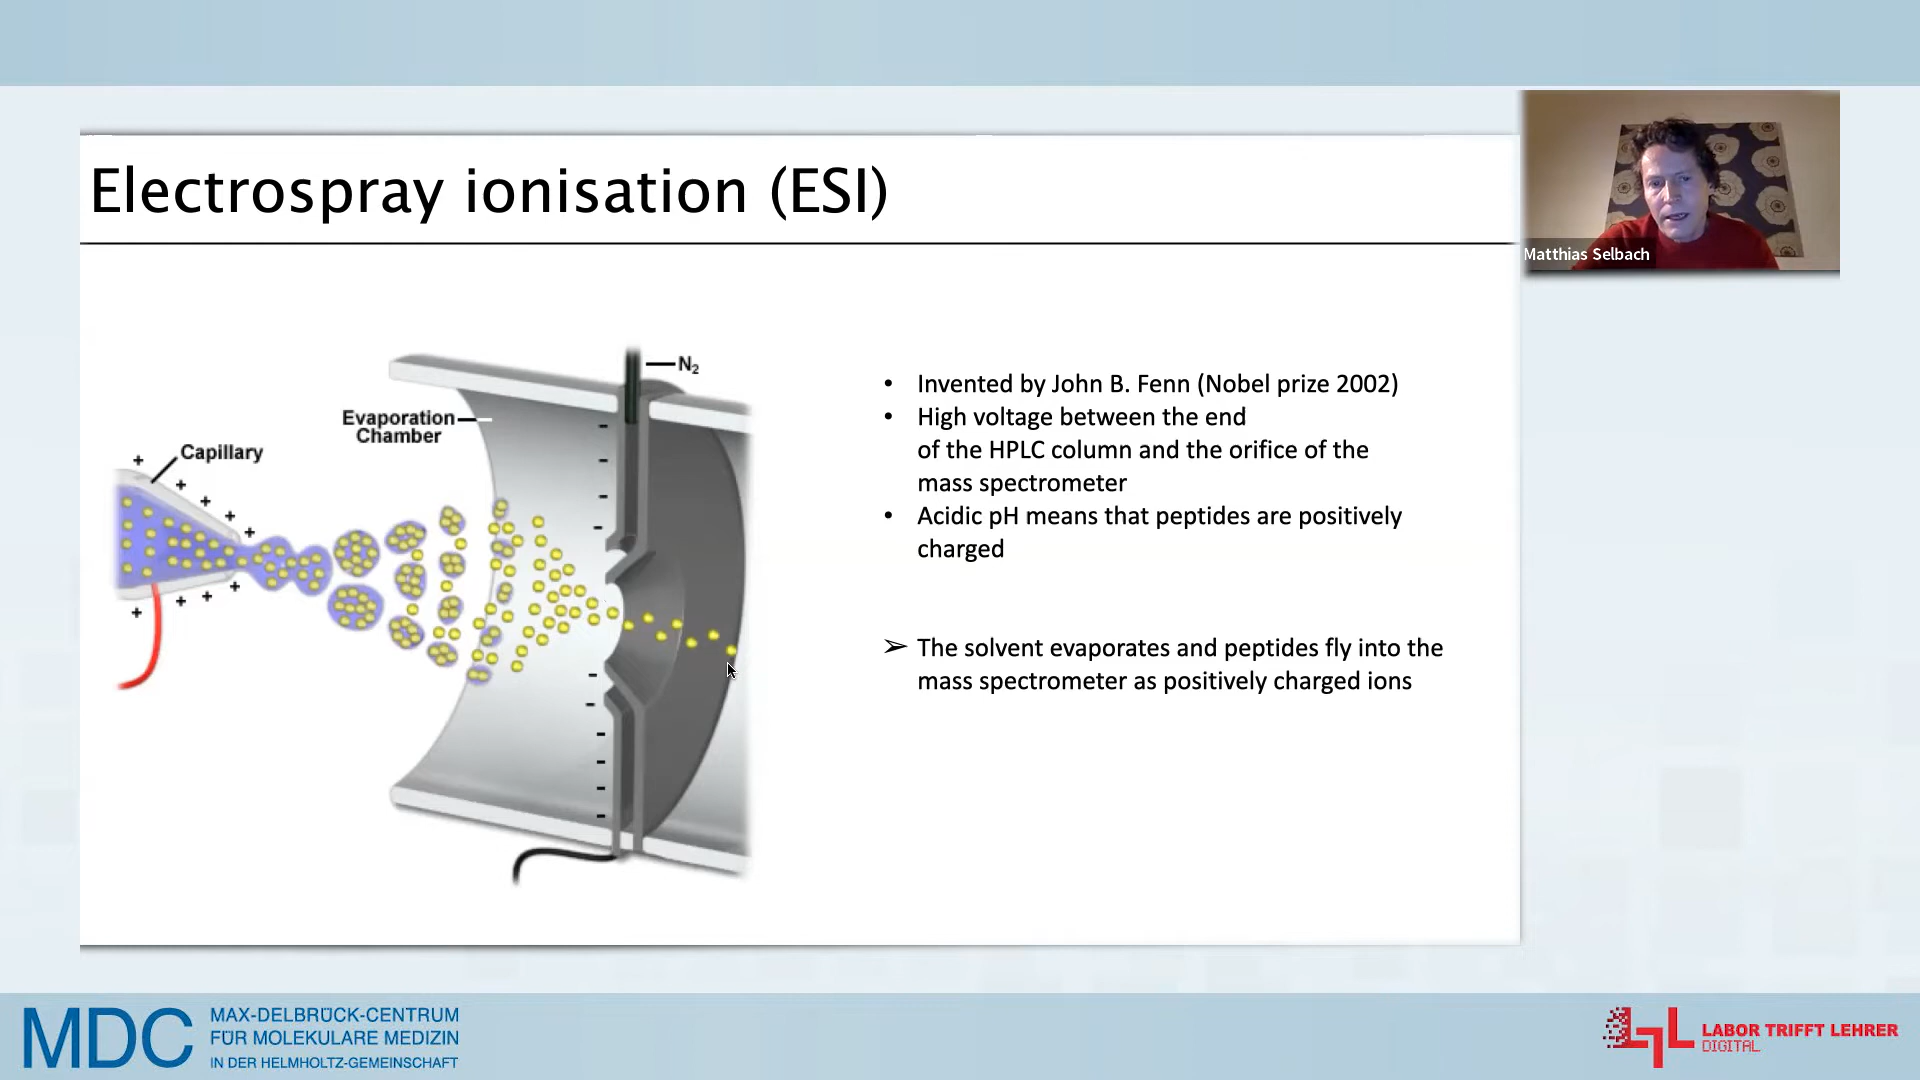 Electrospray ionisation (ESI)
Matthias Selbach
N2
Evaporation
Chamber
Capillary
+ + + + +
+ + + +
- - - -
- - - - - -
• Invented by John B. Fenn (Nobel prize 2002)
• High voltage between the end
of the HPLC column and the orifice of the
mass spectrometer
• Acidic pH means that peptides are positively
charged
➢ The solvent evaporates and peptides fly into the
mass spectrometer as positively charged ions
MDC
MAX-DELBRÜCK-CENTRUM
FÜR MOLEKULARE MEDIZIN
IN DER HELMHOLTZ-GEMEINSCHAFT
LTL
LABOR TRIFFT LEHRER
DIGITAL